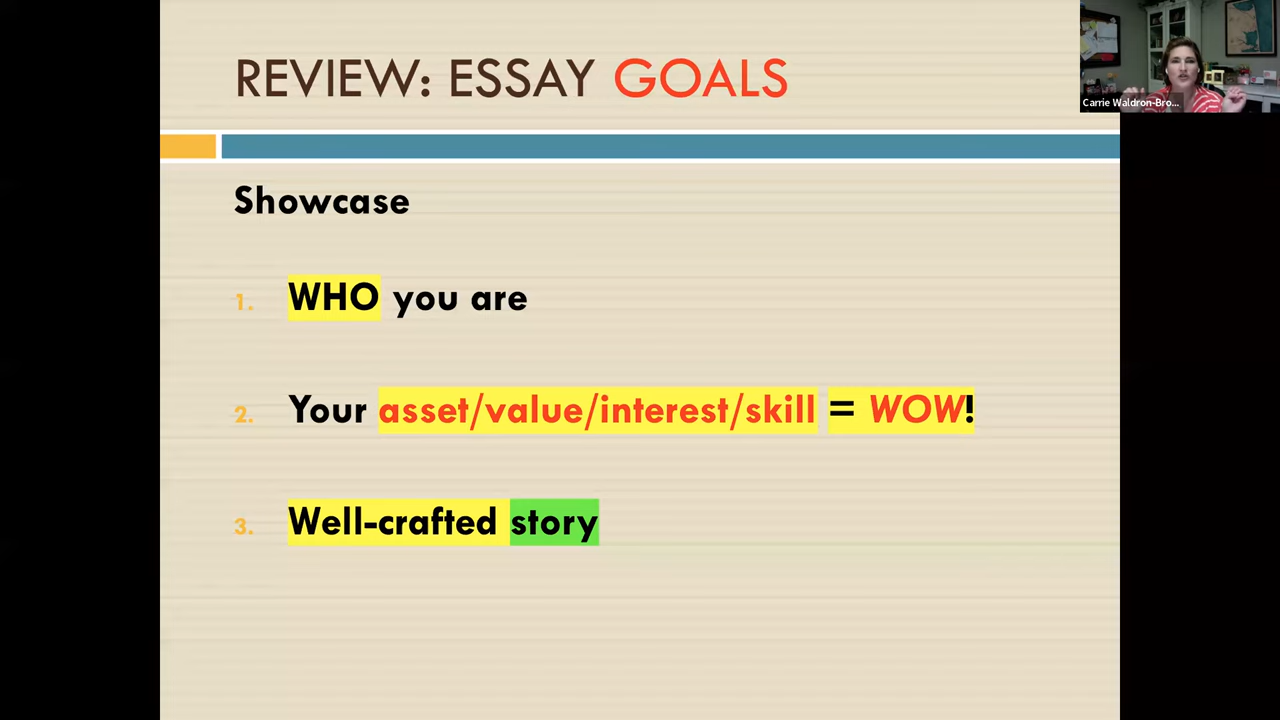 REVIEW: ESSAY GOALS
Carrie Waldron-Bro...
Showcase
1. WHO you are
2. Your asset/value/interest/skill = WOW!
3. Well-crafted story